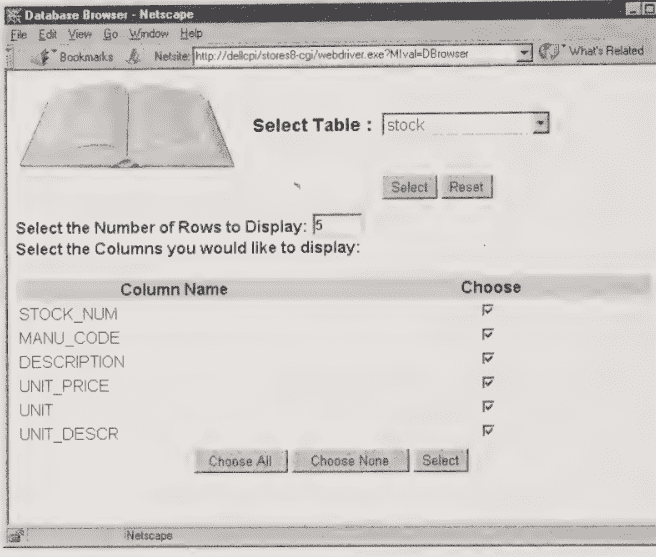 Database Browser - Netscape
File Edit View Go Window Help
Bookmarks Netsite: http://dellcpi/stores8-cgi/webdriver.exe?MIval=DBrowser What's Related
Select Table : stock
Select Reset
Select the Number of Rows to Display: 5
Select the Columns you would like to display:
Column Name Choose
STOCK_NUM
MANU_CODE
DESCRIPTION
UNIT_PRICE
UNIT
UNIT_DESCR
Choose All Choose None Select
Netscape